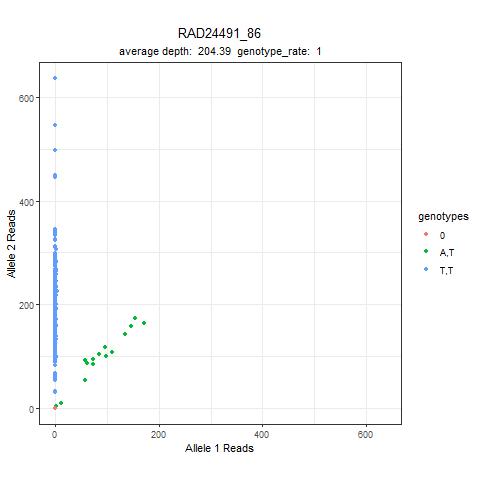 RAD24491_86
average depth:  204.39  genotype_rate:  1
600
400
200
0
Allele 2 Reads
0 200 400 600
Allele 1 Reads
genotypes
0
A,T
T,T